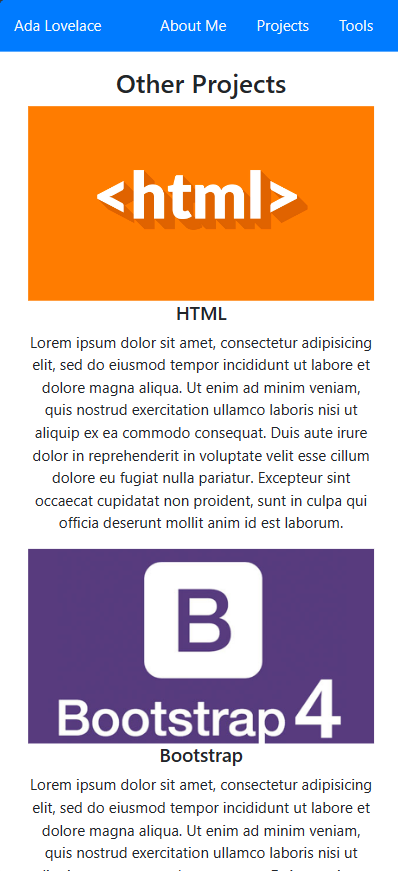 Ada Lovelace About Me Projects Tools
Other Projects
<html>
HTML
Lorem ipsum dolor sit amet, consectetur adipisicing
elit, sed do eiusmod tempor incididunt ut labore et
dolore magna aliqua. Ut enim ad minim veniam,
quis nostrud exercitation ullamco laboris nisi ut
aliquip ex ea commodo consequat. Duis aute irure
dolor in reprehenderit in voluptate velit esse cillum
dolore eu fugiat nulla pariatur. Excepteur sint
occaecat cupidatat non proident, sunt in culpa qui
officia deserunt mollit anim id est laborum.
B
Bootstrap 4
Bootstrap
Lorem ipsum dolor sit amet, consectetur adipisicing
elit, sed do eiusmod tempor incididunt ut labore et
dolore magna aliqua. Ut enim ad minim veniam,
quis nostrud exercitation ullamco laboris nisi ut